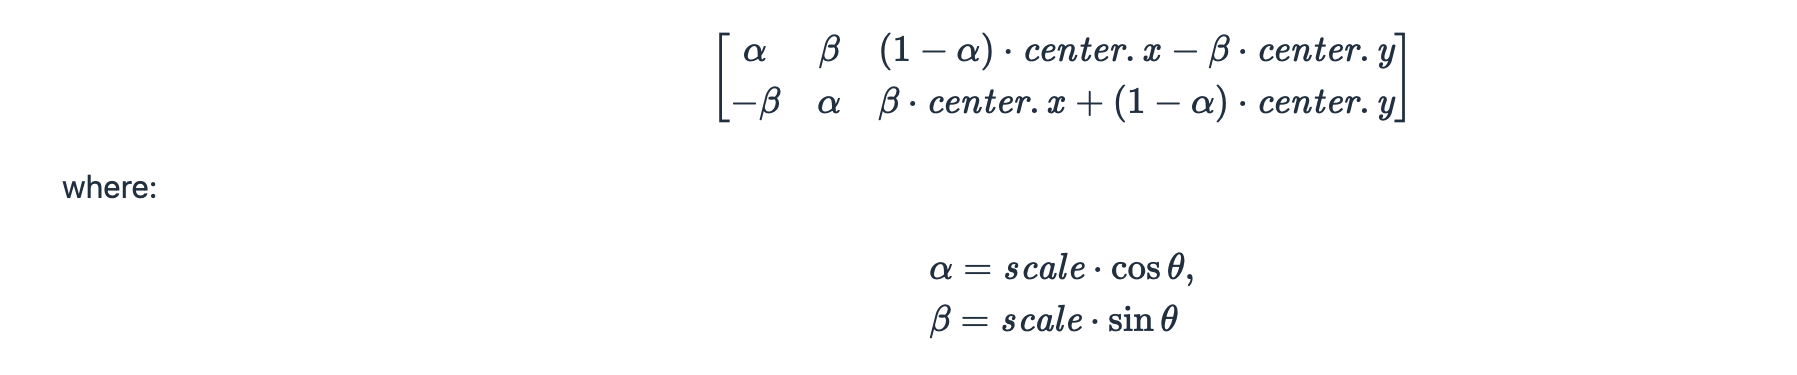 [ α β (1 − α) · center. x − β · center. y ]
[ −β α β · center. x + (1 − α) · center. y ]
where:
α = scale · cos θ,
β = scale · sin θ